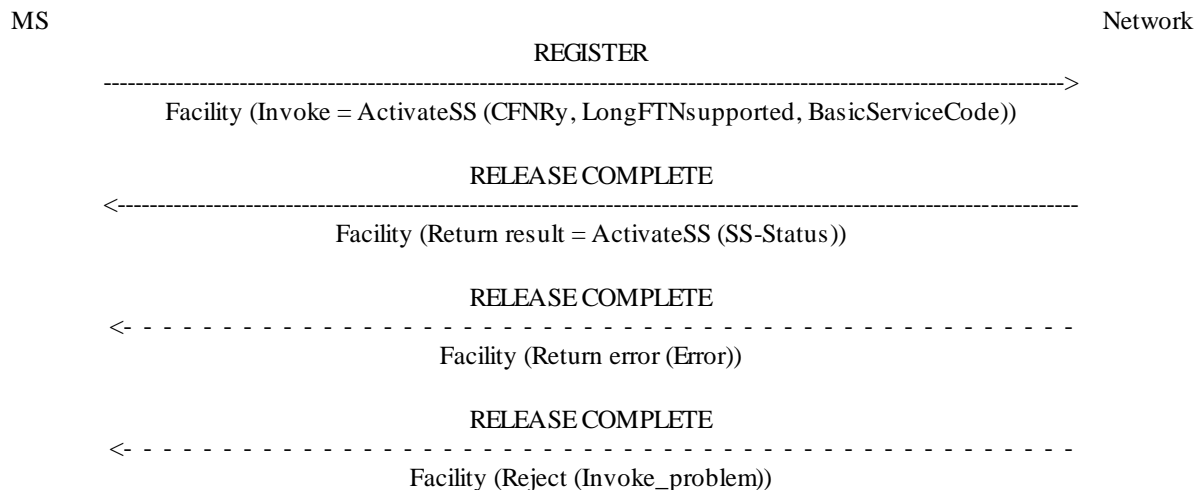 MS Network
REGISTER
Facility (Invoke = ActivateSS (CFNRy, LongFTNsupported, BasicServiceCode))
RELEASE COMPLETE
Facility (Return result = ActivateSS (SS-Status))
RELEASE COMPLETE
Facility (Return error (Error))
RELEASE COMPLETE
Facility (Reject (Invoke_problem))